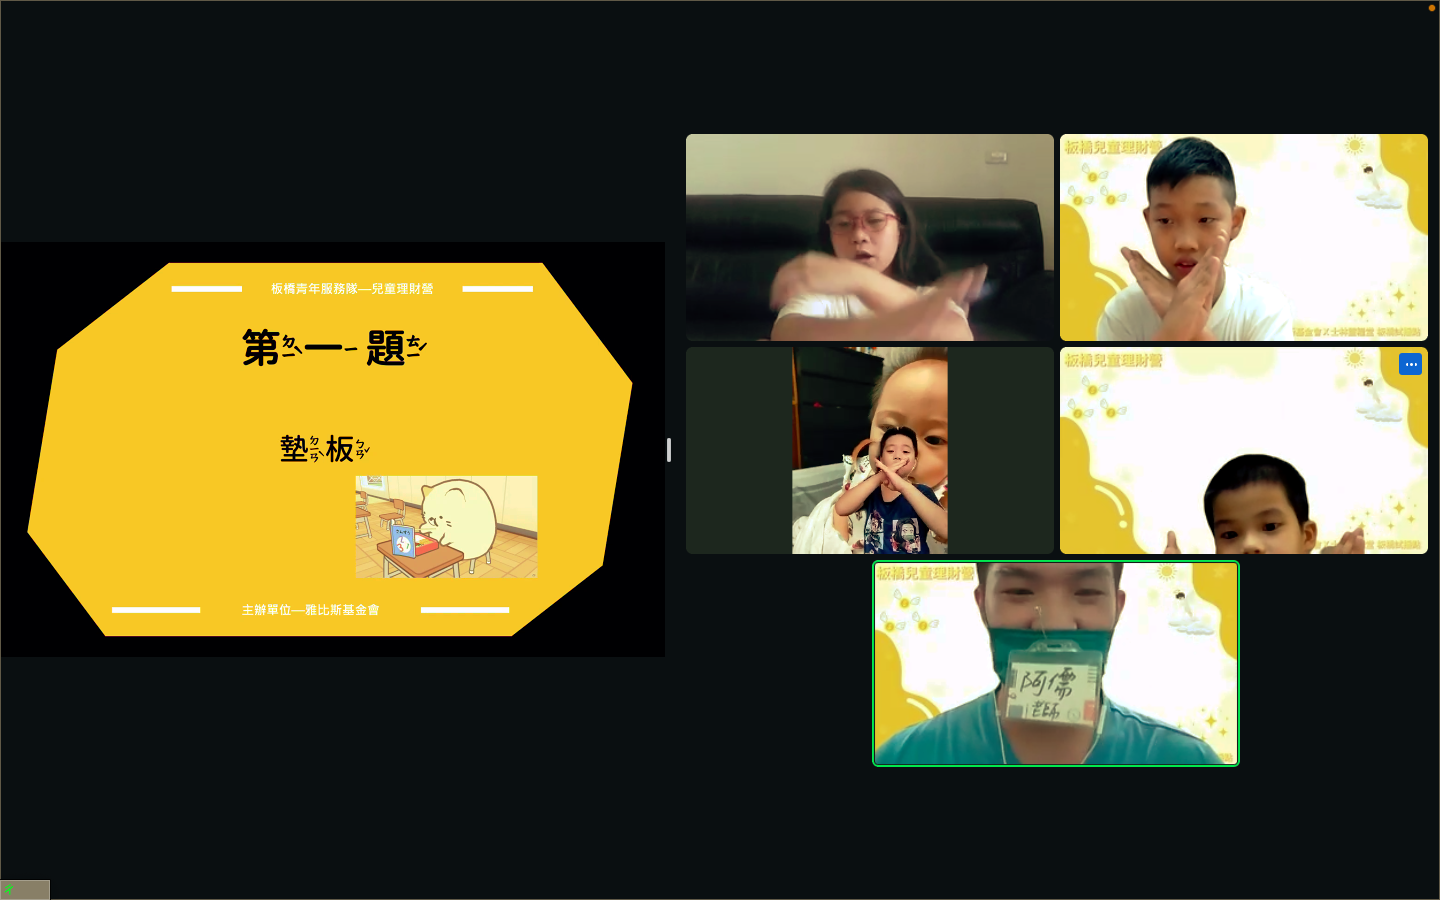 板橋青年服務隊—兒童理財營
第ㄉㄧˋ一ㄧ題ㄊㄧˊ
墊ㄉㄧㄢˋ板ㄅㄢˇ
主辦單位—雅比斯基金會
板橋兒童理財營
板橋兒童理財營
板橋兒童理財營
阿儒
老師